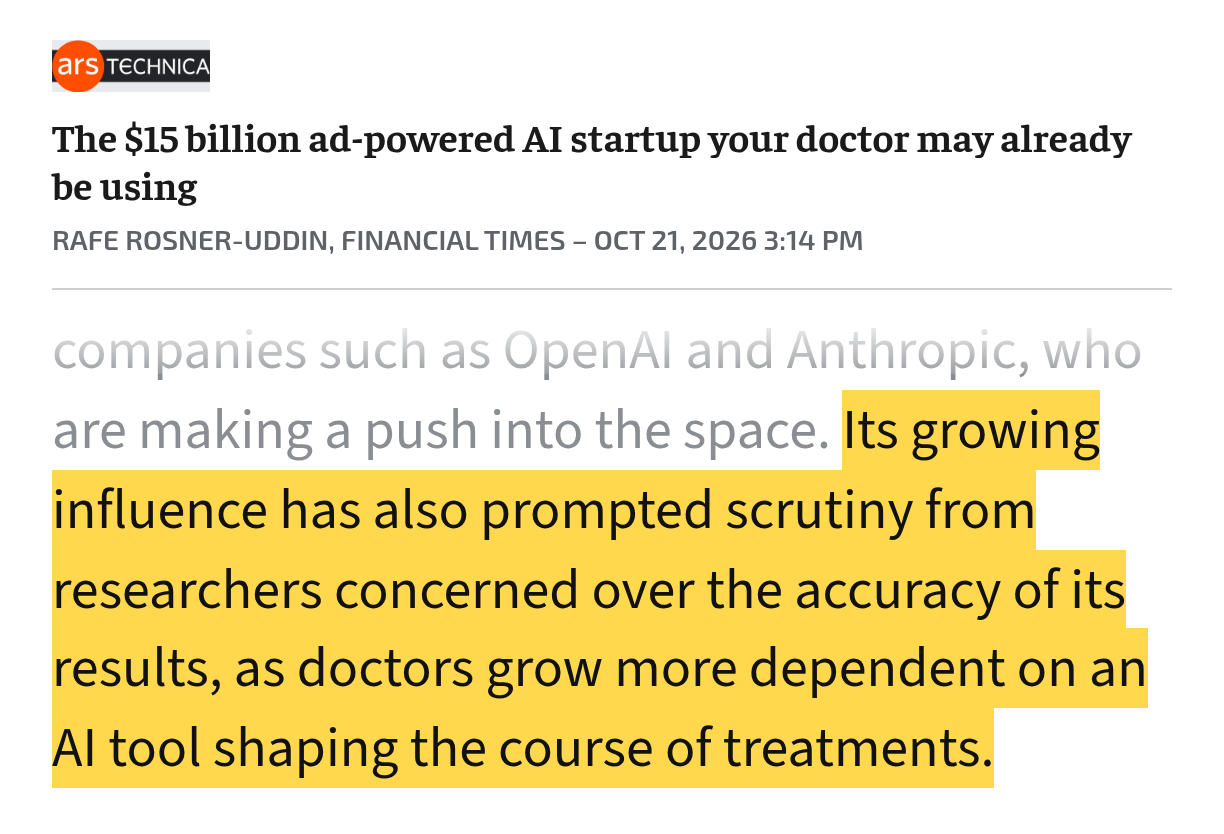 ars TECHNICA
The $15 billion ad-powered AI startup your doctor may already
be using
RAFE ROSNER-UDDIN, FINANCIAL TIMES – OCT 21, 2026 3:14 PM
companies such as OpenAI and Anthropic, who
are making a push into the space. Its growing
influence has also prompted scrutiny from
researchers concerned over the accuracy of its
results, as doctors grow more dependent on an
AI tool shaping the course of treatments.